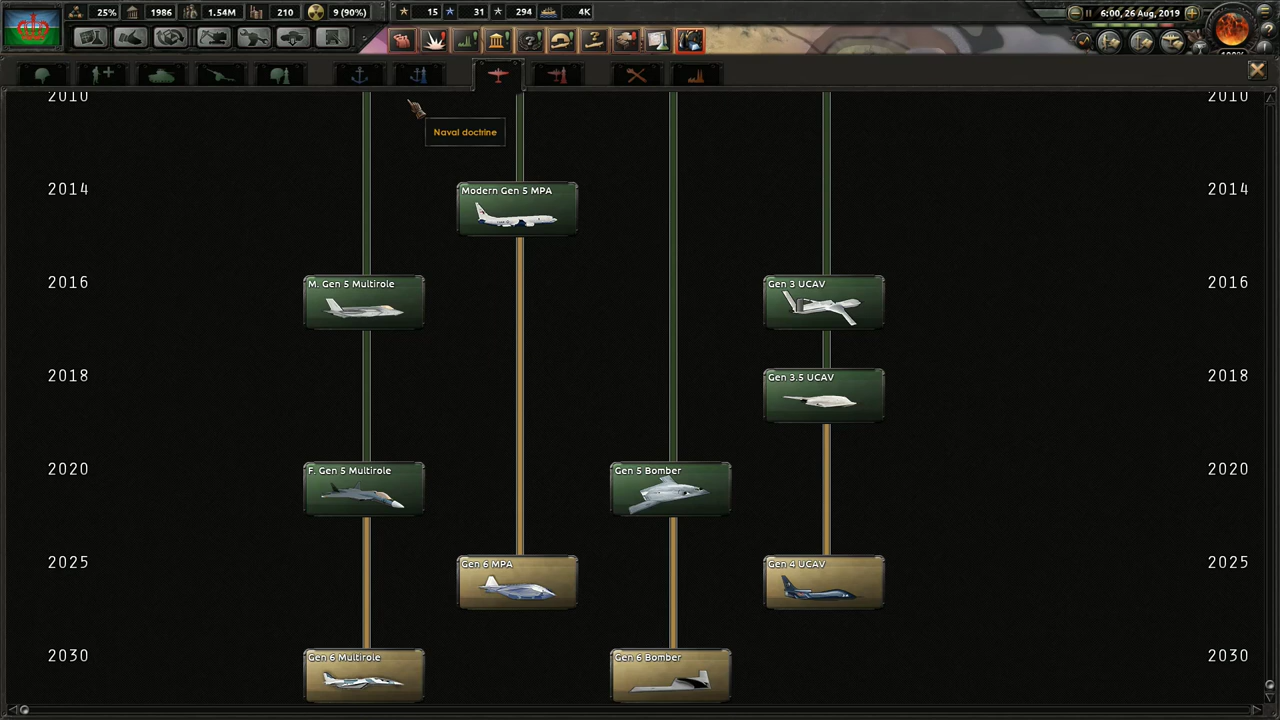 25% 1986 1.54M 210 9 (90%) 15 31 294 4K 6:00, 26 Aug, 2019
Naval doctrine
2010 2010
2014 Modern Gen 5 MPA 2014
2016 M. Gen 5 Multirole Gen 3 UCAV 2016
2018 Gen 3.5 UCAV 2018
2020 F. Gen 5 Multirole Gen 5 Bomber 2020
2025 Gen 6 MPA Gen 4 UCAV 2025
2030 Gen 6 Multirole Gen 6 Bomber 2030